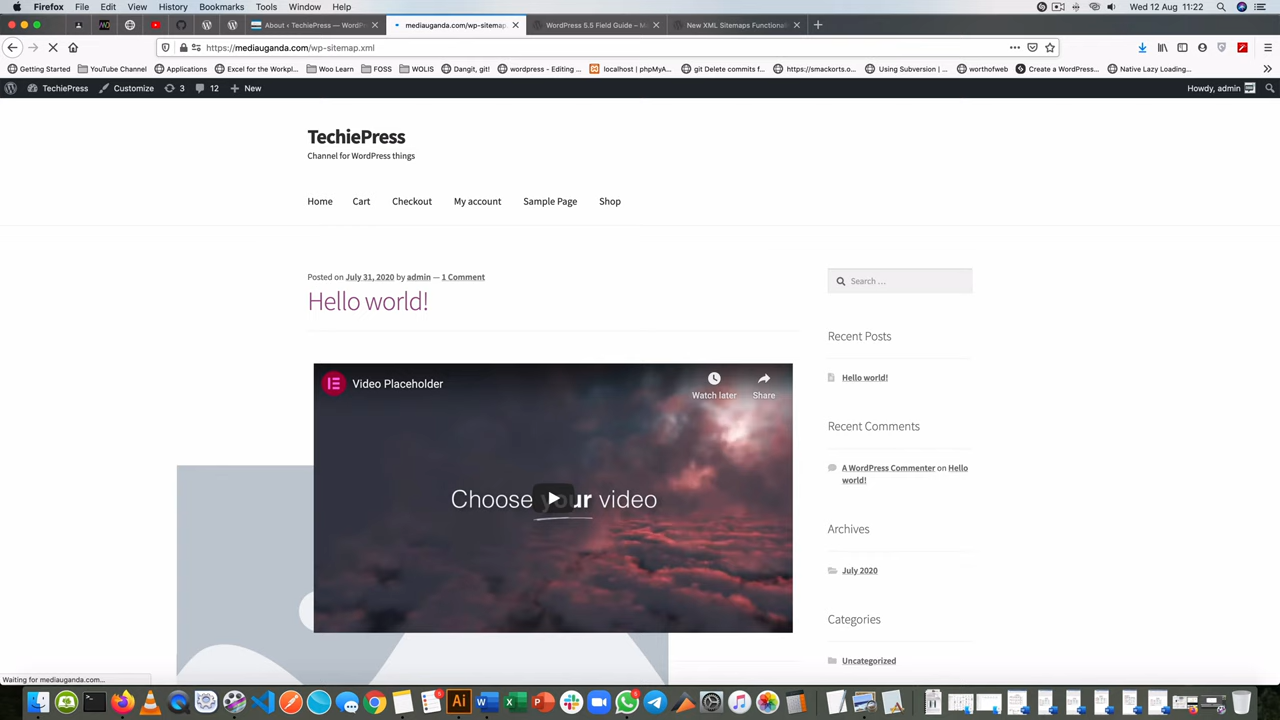 Firefox File Edit View History Bookmarks Tools Window Help
Wed 12 Aug 11:22
About ‹ TechiePress — WordPr
mediauganda.com/wp-sitemap.
WordPress 5.5 Field Guide – Ma
New XML Sitemaps Functional
https://mediauganda.com/wp-sitemap.xml
Getting Started
YouTube Channel
Applications
Excel for the Workpl...
Woo Learn
FOSS
WOLIS
Dangit, git!
wordpress - Editing ...
localhost | phpMyA...
git Delete commits f...
https://smackorts.o...
Using Subversion | ...
worthofweb
Create a WordPress...
Native Lazy Loading...
TechiePress
Customize
3
12
New
Howdy, admin
TechiePress
Channel for WordPress things
Home Cart Checkout My account Sample Page Shop
Posted on July 31, 2020 by admin — 1 Comment
Hello world!
Video Placeholder
Watch later
Share
Choose your video
Search …
Recent Posts
Hello world!
Recent Comments
A WordPress Commenter on Hello
world!
Archives
July 2020
Categories
Uncategorized
Waiting for mediauganda.com...